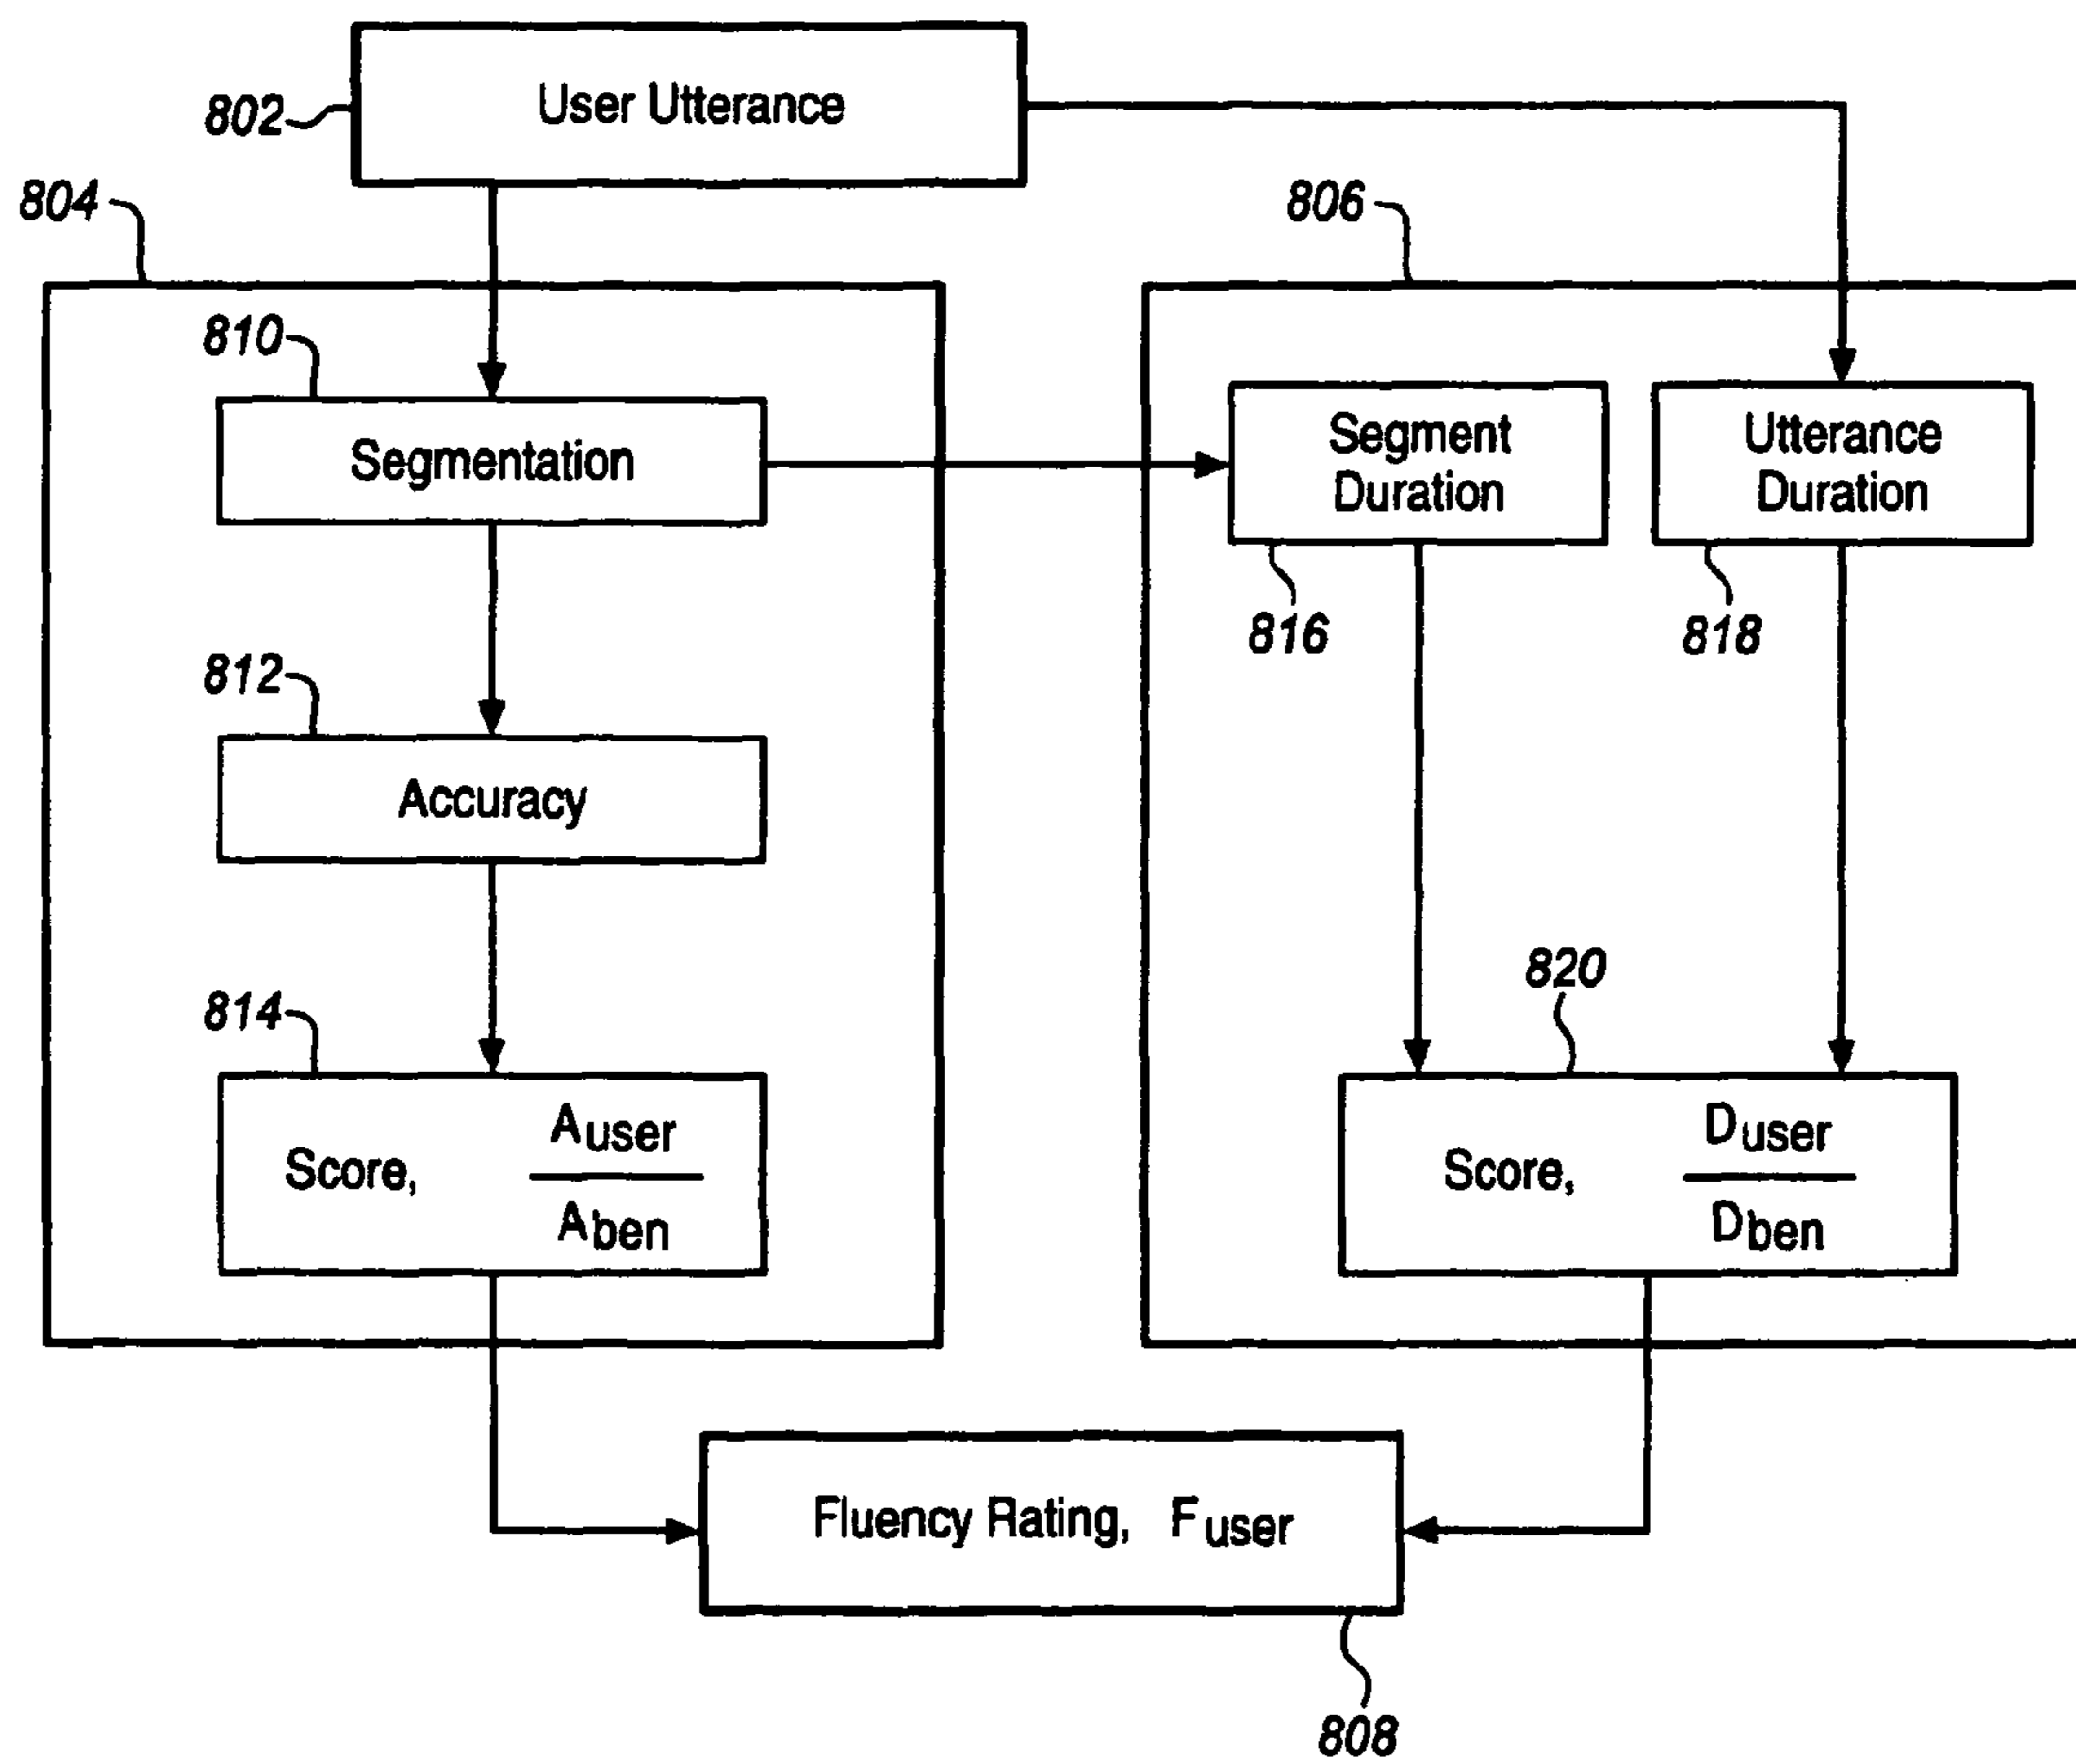 User Utterance
802
804
806
810
Segmentation
Segment
Duration
Utterance
Duration
816
818
812
Accuracy
814
820
Score, Auser
Aben
Score, Duser
Dben
Fluency Rating, Fuser
808